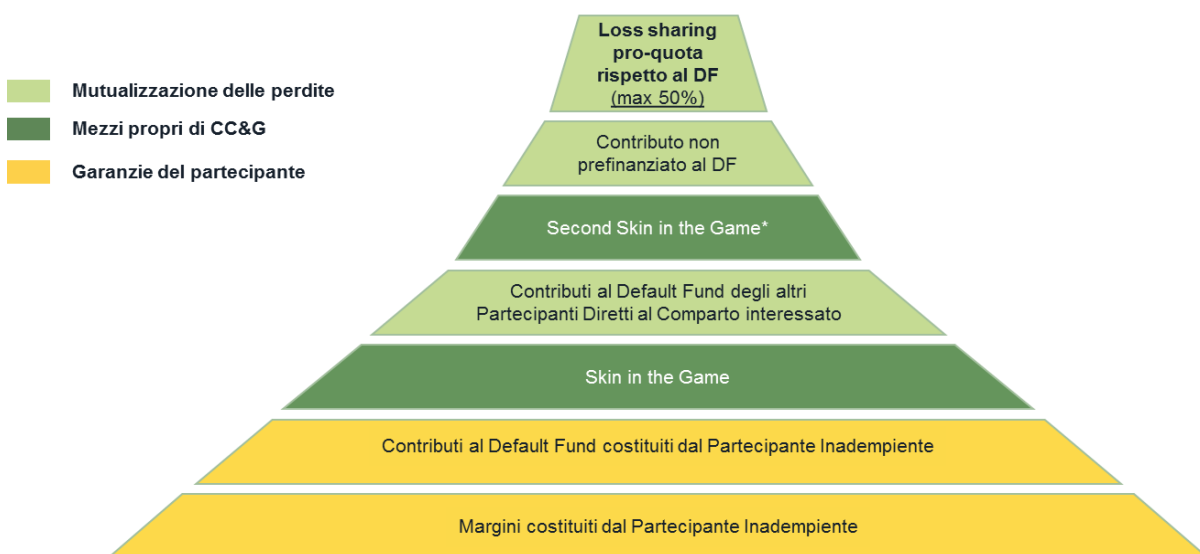 Loss sharing
pro-quota
rispetto al DF
(max 50%)
Mutualizzazione delle perdite
Mezzi propri di CC&G
Garanzie del partecipante
Contributo non
prefinanziato al DF
Second Skin in the Game*
Contributi al Default Fund degli altri
Partecipanti Diretti al Comparto interessato
Skin in the Game
Contributi al Default Fund costituiti dal Partecipante Inadempiente
Margini costituiti dal Partecipante Inadempiente